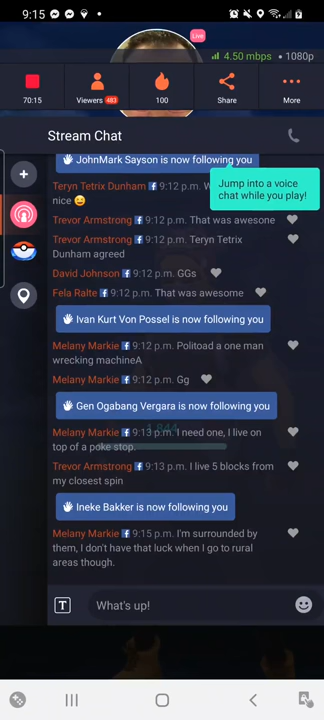 9:15
Live
4.50 mbps • 1080p
70:15
Viewers 483
100
Share
More
Stream Chat
JohnMark Sayson is now following you
Jump into a voice
chat while you play!
Teryn Tetrix Dunham 9:12 p.m. W
nice
Trevor Armstrong 9:12 p.m. That was awesone
Trevor Armstrong 9:12 p.m. Teryn Tetrix
Dunham agreed
David Johnson 9:12 p.m. GGs
Fela Ralte 9:12 p.m. That was awesome
Ivan Kurt Von Possel is now following you
Melany Markie 9:12 p.m. Politoad a one man
wrecking machineA
Melany Markie 9:12 p.m. Gg
Gen Ogabang Vergara is now following you
Melany Markie 9:13 p.m. I need one, I live on
top of a poke stop.
Trevor Armstrong 9:13 p.m. I live 5 blocks from
my closest spin
Ineke Bakker is now following you
Melany Markie 9:15 p.m. I'm surrounded by
them, I don't have that luck when I go to rural
areas though.
T
What's up!